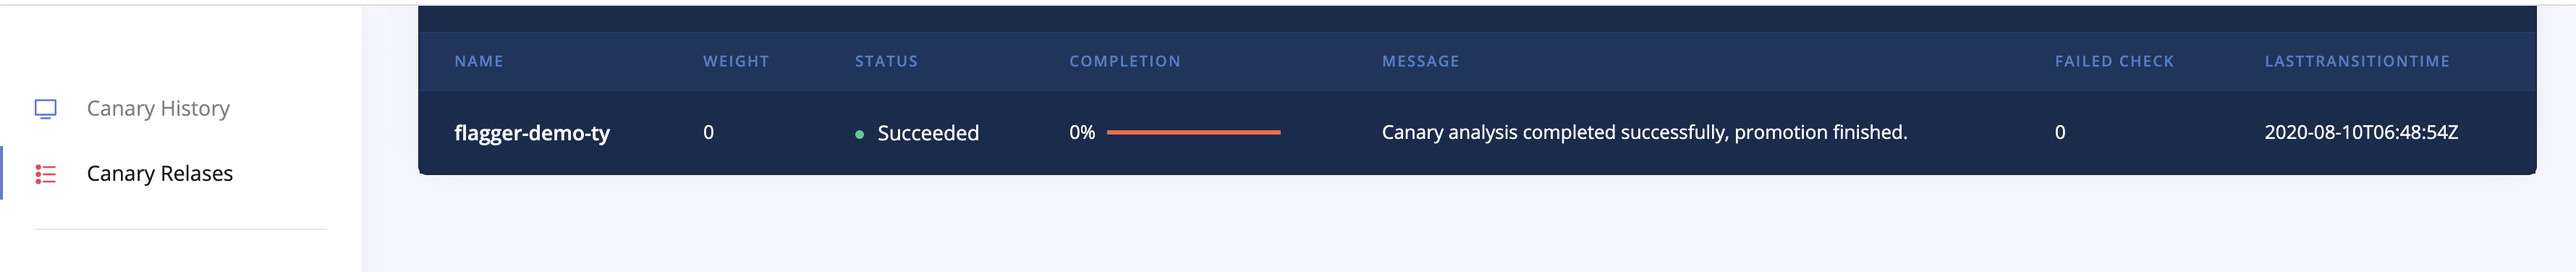 NAME WEIGHT STATUS COMPLETION MESSAGE FAILED CHECK LASTTRANSITIONTIME
Canary History
flagger-demo-ty 0 Succeeded 0% Canary analysis completed successfully, promotion finished. 0 2020-08-10T06:48:54Z
Canary Relases